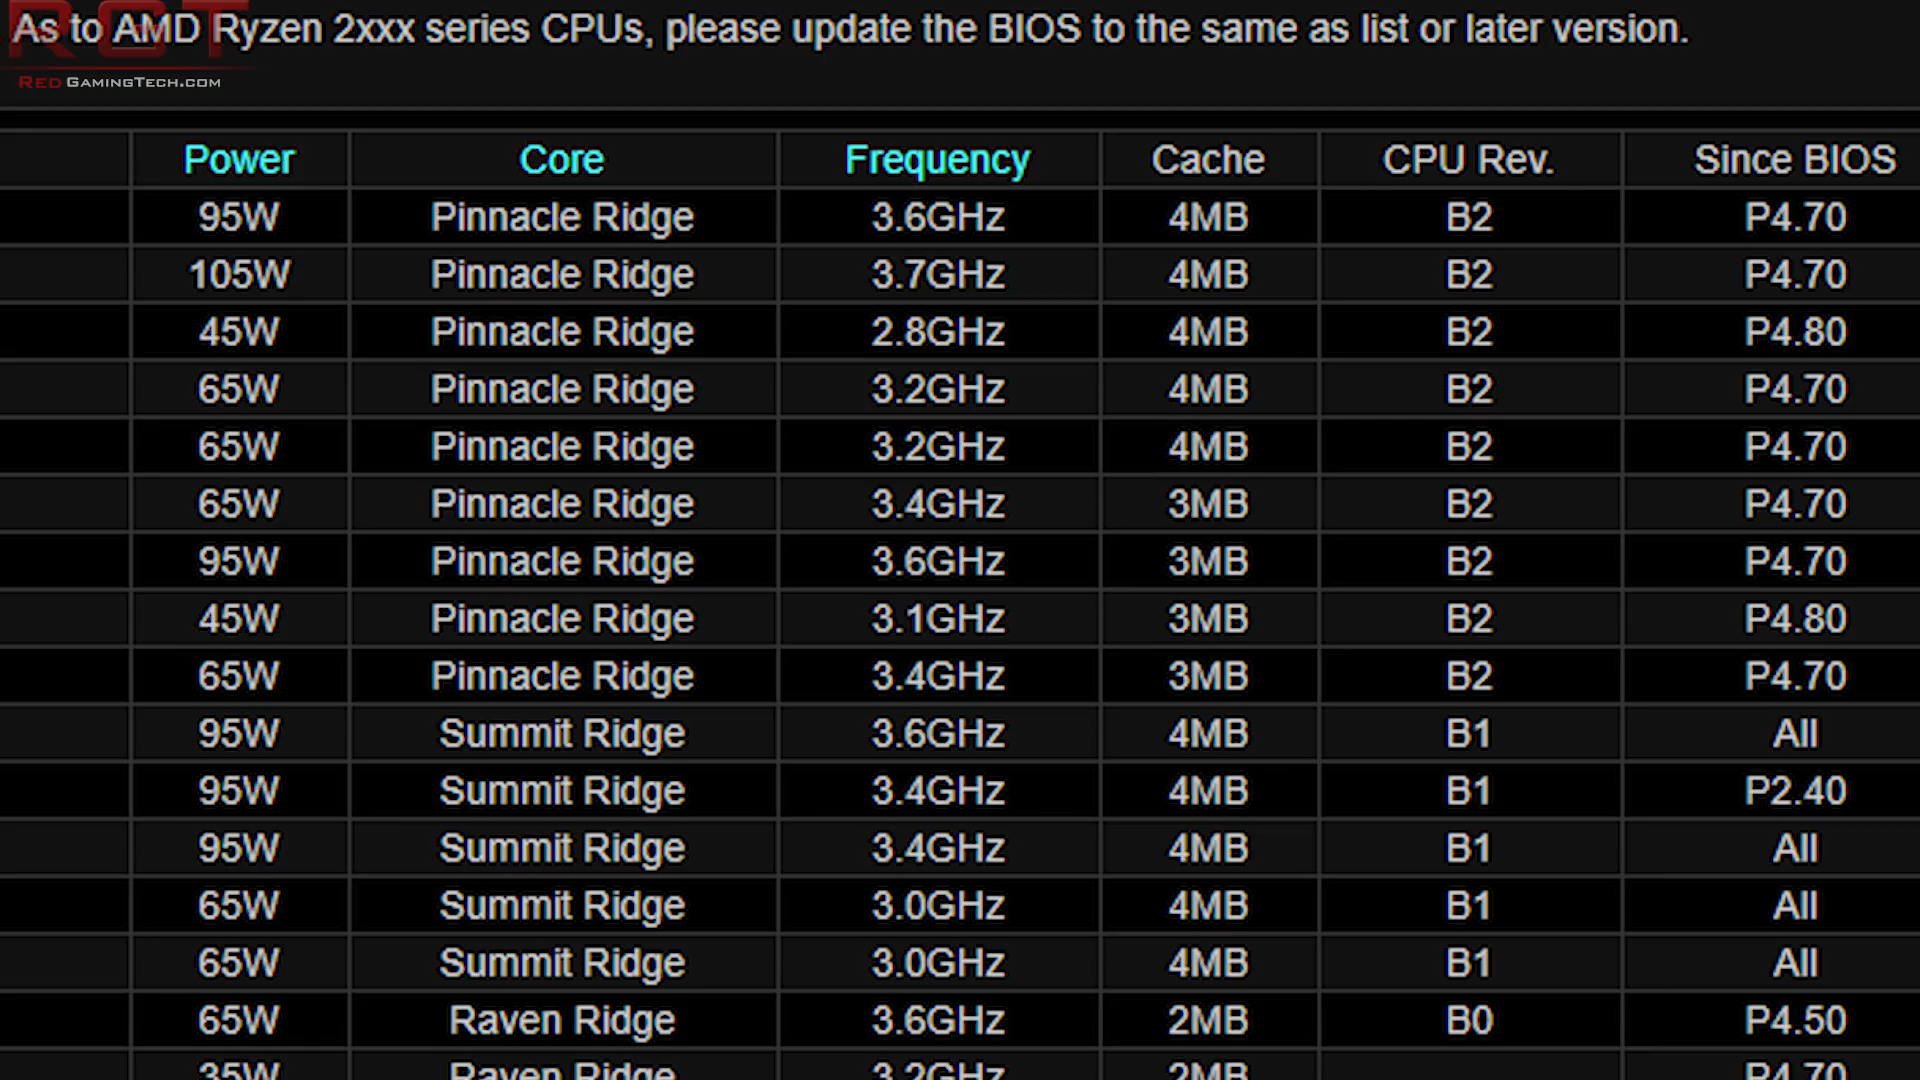 As to AMD Ryzen 2xxx series CPUs, please update the BIOS to the same as list or later version.
RGT
RED GAMINGTECH.COM
Power Core Frequency Cache CPU Rev. Since BIOS
95W Pinnacle Ridge 3.6GHz 4MB B2 P4.70
105W Pinnacle Ridge 3.7GHz 4MB B2 P4.70
45W Pinnacle Ridge 2.8GHz 4MB B2 P4.80
65W Pinnacle Ridge 3.2GHz 4MB B2 P4.70
65W Pinnacle Ridge 3.2GHz 4MB B2 P4.70
65W Pinnacle Ridge 3.4GHz 3MB B2 P4.70
95W Pinnacle Ridge 3.6GHz 3MB B2 P4.70
45W Pinnacle Ridge 3.1GHz 3MB B2 P4.80
65W Pinnacle Ridge 3.4GHz 3MB B2 P4.70
95W Summit Ridge 3.6GHz 4MB B1 All
95W Summit Ridge 3.4GHz 4MB B1 P2.40
95W Summit Ridge 3.4GHz 4MB B1 All
65W Summit Ridge 3.0GHz 4MB B1 All
65W Summit Ridge 3.0GHz 4MB B1 All
65W Raven Ridge 3.6GHz 2MB B0 P4.50
35W Raven Ridge 3.2GHz 2MB P4.70